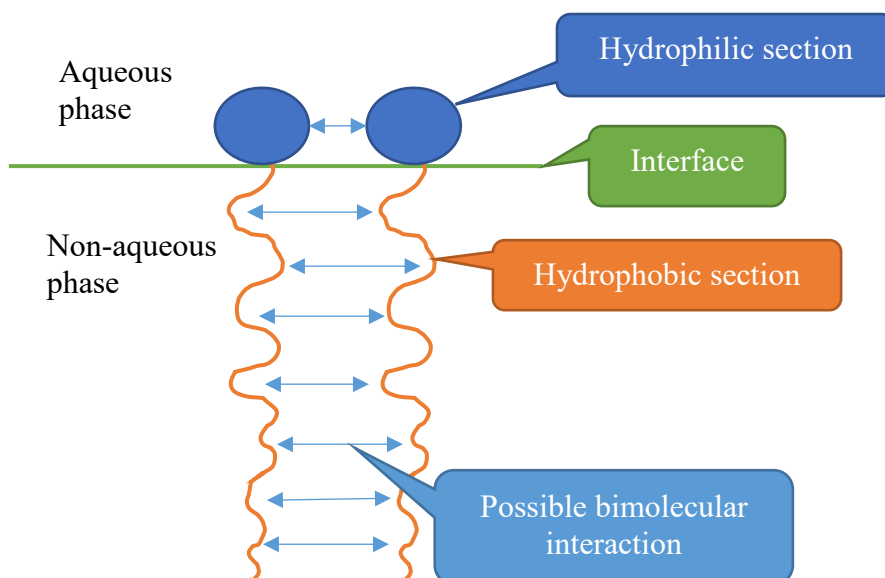 Hydrophilic section
Aqueous
phase
Interface
Non-aqueous
phase
Hydrophobic section
Possible bimolecular
interaction